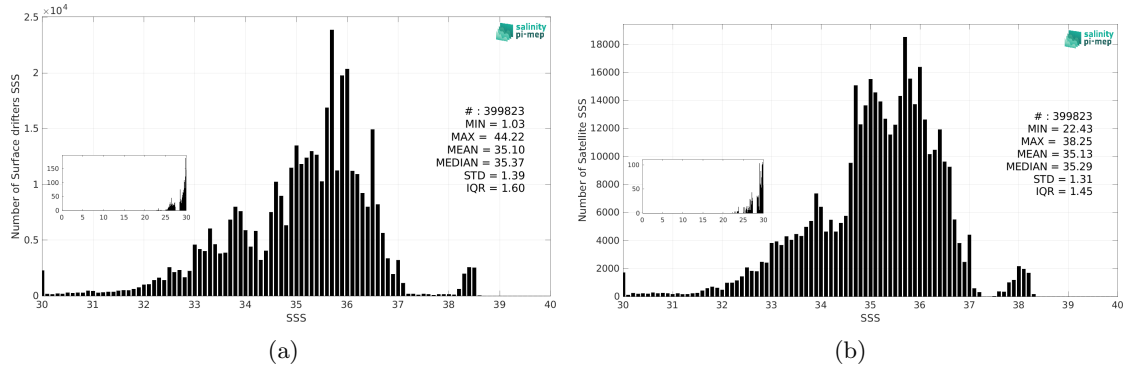 2.5 ×10⁴
2
1.5
1
0.5
0
Number of Surface drifters SSS
30 31 32 33 34 35 36 37 38 39 40
SSS
salinity
pi-mep
# : 399823
MIN = 1.03
MAX = 44.22
MEAN = 35.10
MEDIAN = 35.37
STD = 1.39
IQR = 1.60
150
100
50
0
0 5 10 15 20 25 30
(a)
18000
16000
14000
12000
10000
8000
6000
4000
2000
0
Number of Satellite SSS
30 31 32 33 34 35 36 37 38 39 40
SSS
salinity
pi-mep
# : 399823
MIN = 22.43
MAX = 38.25
MEAN = 35.13
MEDIAN = 35.29
STD = 1.31
IQR = 1.45
100
50
0
0 5 10 15 20 25 30
(b)